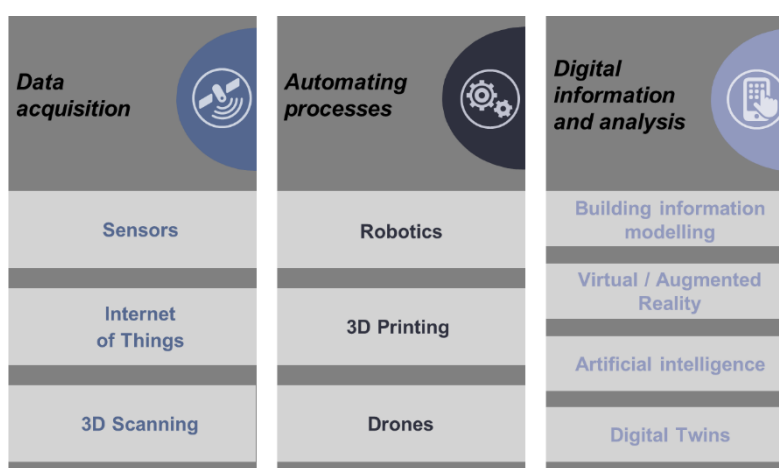 Data
acquisition
Sensors
Internet
of Things
3D Scanning
Automating
processes
Robotics
3D Printing
Drones
Digital
information
and analysis
Building information
modelling
Virtual / Augmented
Reality
Artificial intelligence
Digital Twins